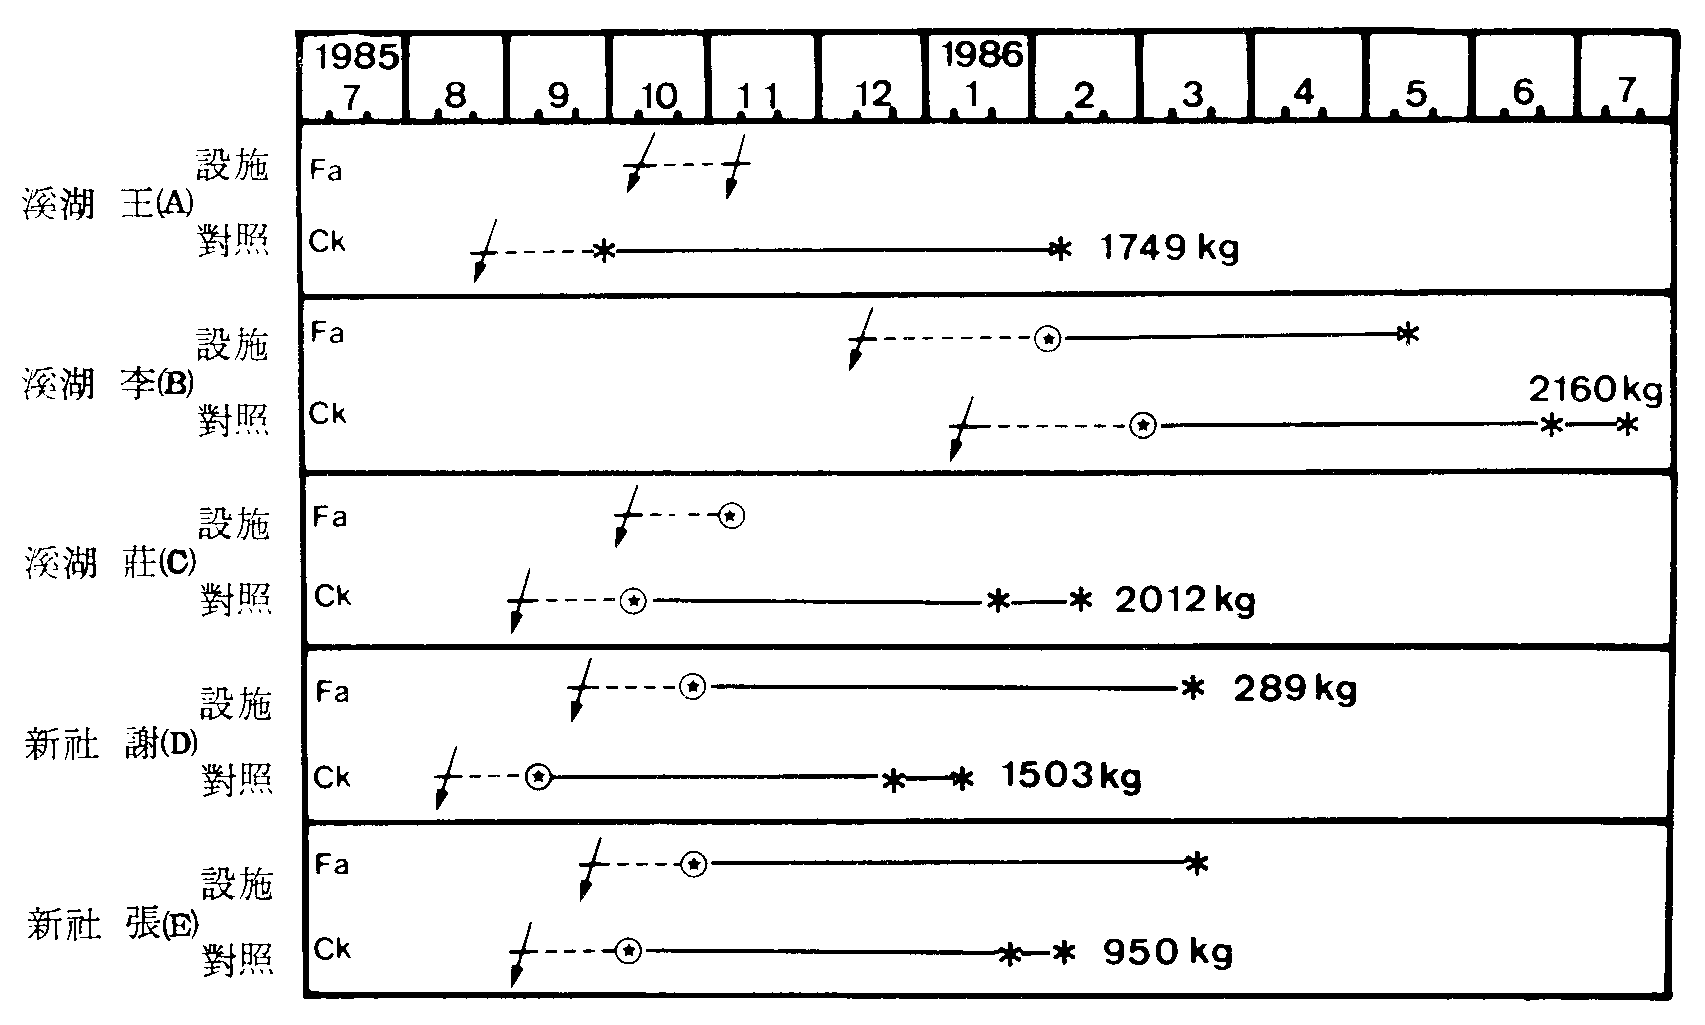 1985 1986
7 8 9 10 11 12 1 2 3 4 5 6 7
設施 Fa
溪湖 王(A)
對照 Ck 1749 kg
設施 Fa
溪湖 李(B)
2160 kg
對照 Ck
設施 Fa
溪湖 莊(C)
對照 Ck 2012 kg
設施 Fa 289 kg
新社 謝(D)
對照 Ck 1503 kg
設施 Fa
新社 張(E)
對照 Ck 950 kg